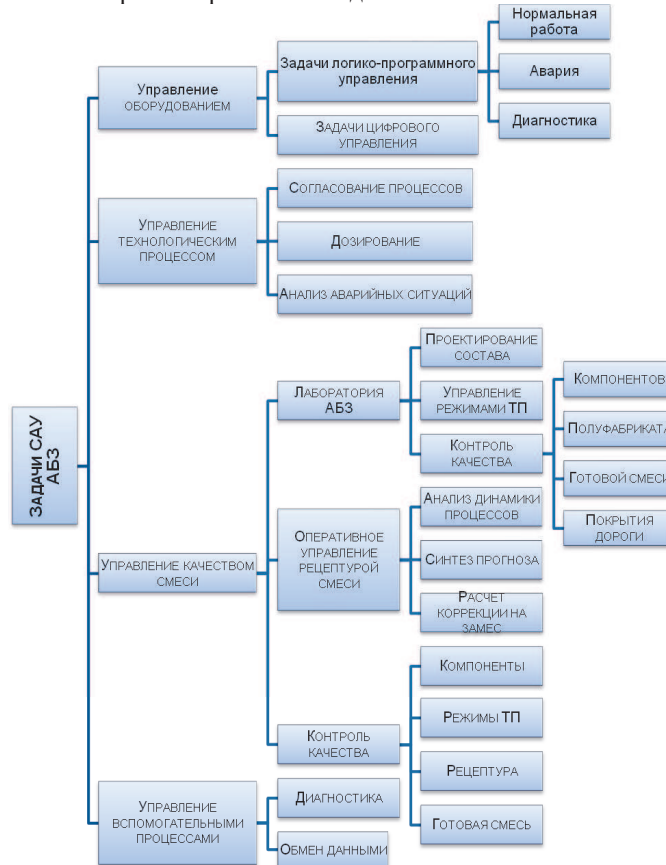 Задачи САУ
АБЗ
Управление
оборудованием
Задачи логико-программного
управления
Нормальная
работа
Авария
Диагностика
Задачи цифрового
управления
Управление
технологическим
процессом
Согласование процессов
Дозирование
Анализ аварийных ситуаций
Управление качеством
смеси
Лаборатория
АБЗ
Проектирование
состава
Управление
режимами ТП
Контроль
качества
Компонентов
Полуфабриката
Готовой смеси
Покрытия
дороги
Оперативное
управление
рецептурой
смеси
Анализ динамики
процессов
Синтез прогноза
Расчет
коррекции на
замес
Контроль
качества
Компоненты
Режимы ТП
Рецептура
Готовая смесь
Управление
вспомогательными
процессами
Диагностика
Обмен данными